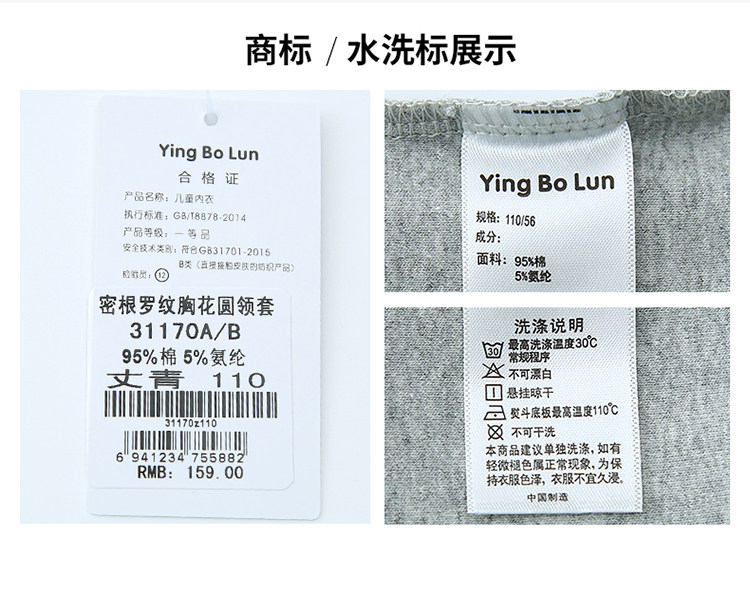 商标 / 水洗标展示
Ying Bo Lun
合格证
产品名称: 儿童内衣
执行标准: GB/T8878-2014
产品等级: 一等品
安全技术类别: 符合GB31701-2015
B类 (直接接触皮肤的纺织产品)
检验员: 12
密根罗纹胸花圆领套
31170A/B
95%棉 5%氨纶
丈青 110
31170z110
6 941234 755882
RMB: 159.00
Ying Bo Lun
规格: 110/56
成分:
面料: 95%棉
5%氨纶
洗涤说明
30 最高洗涤温度30℃
常规程序
不可漂白
悬挂晾干
熨斗底板最高温度110℃
不可干洗
本商品建议单独洗涤, 如有
轻微褪色属正常现象, 为保
持衣服色泽, 衣服不宜久浸。
中国制造